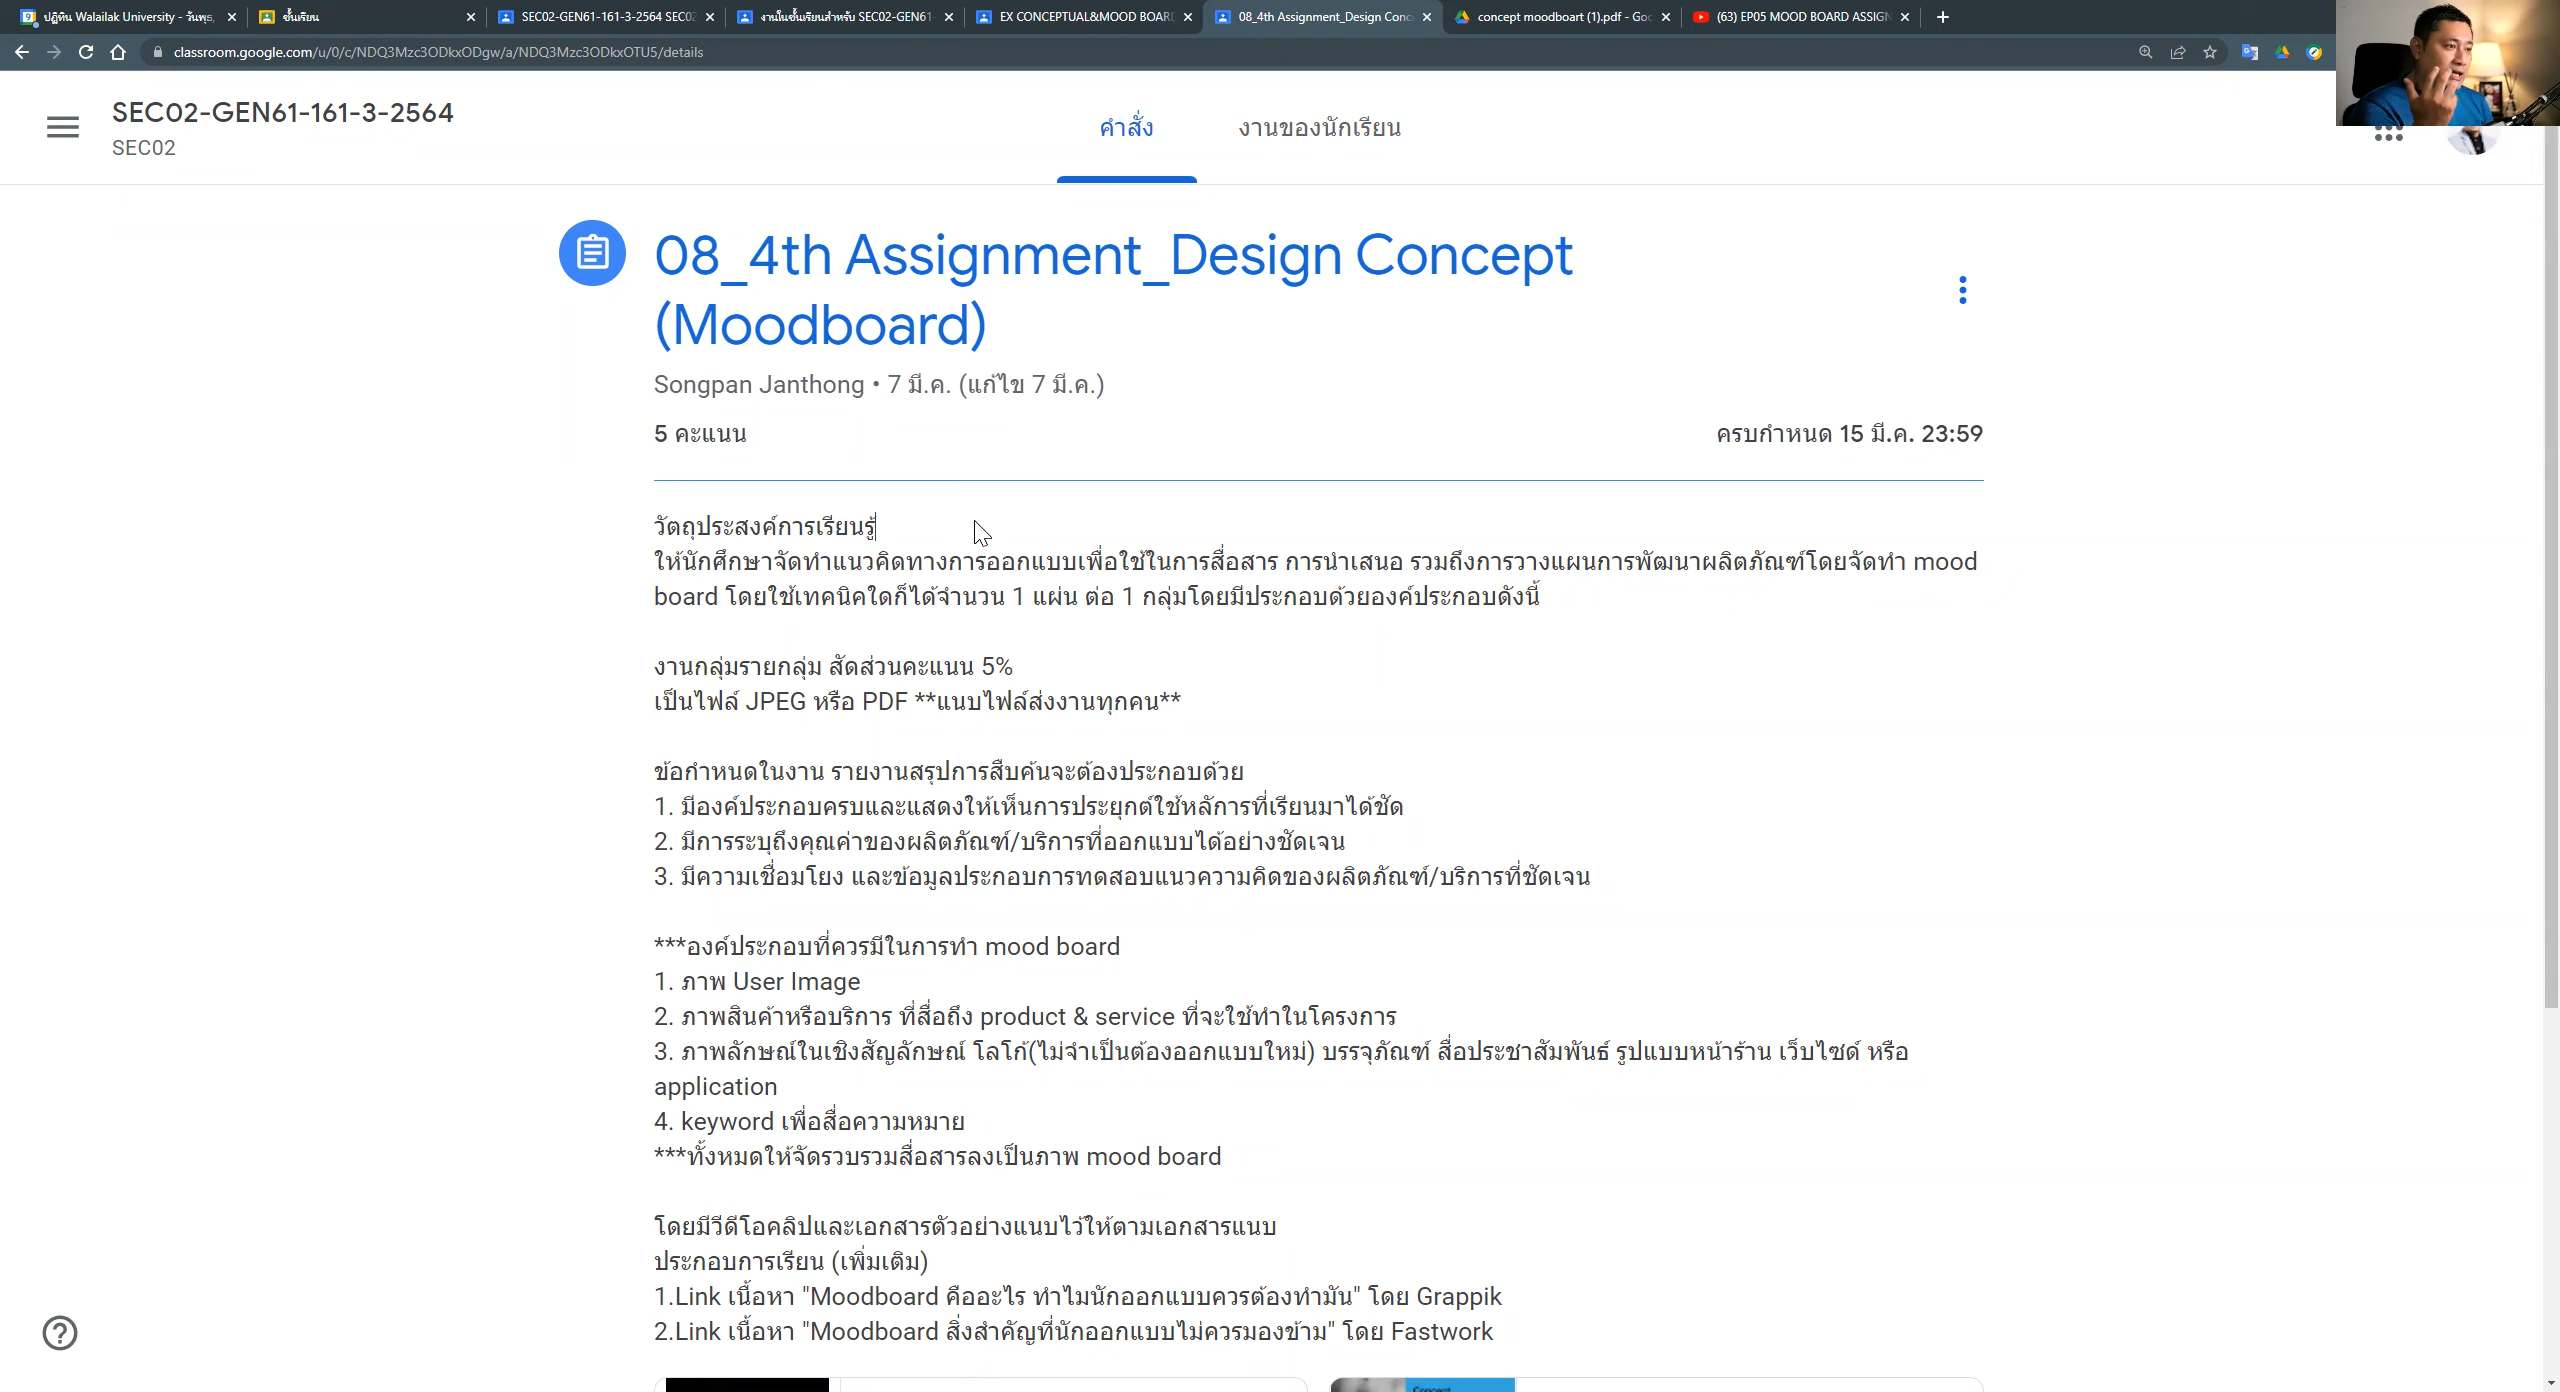 ปฏิทิน Walailak University - วันพุธ,
ชั้นเรียน
SEC02-GEN61-161-3-2564 SEC02
งานในชั้นเรียนสำหรับ SEC02-GEN61-
EX CONCEPTUAL&MOOD BOARD
08_4th Assignment_Design Conc
concept moodboart (1).pdf - Goo
(63) EP05 MOOD BOARD ASSIGN
classroom.google.com/u/0/c/NDQ3Mzc3ODkxODgw/a/NDQ3Mzc3ODkxOTU5/details
SEC02-GEN61-161-3-2564
SEC02
คำสั่ง
งานของนักเรียน
08_4th Assignment_Design Concept
(Moodboard)
Songpan Janthong • 7 มี.ค. (แก้ไข 7 มี.ค.)
5 คะแนน
ครบกำหนด 15 มี.ค. 23:59
วัตถุประสงค์การเรียนรู้
ให้นักศึกษาจัดทำแนวคิดทางการออกแบบเพื่อใช้ในการสื่อสาร การนำเสนอ รวมถึงการวางแผนการพัฒนาผลิตภัณฑ์โดยจัดทำ mood
board โดยใช้เทคนิคใดก็ได้จำนวน 1 แผ่น ต่อ 1 กลุ่มโดยมีประกอบด้วยองค์ประกอบดังนี้
งานกลุ่มรายกลุ่ม สัดส่วนคะแนน 5%
เป็นไฟล์ JPEG หรือ PDF **แนบไฟล์ส่งงานทุกคน**
ข้อกำหนดในงาน รายงานสรุปการสืบค้นจะต้องประกอบด้วย
1. มีองค์ประกอบครบและแสดงให้เห็นการประยุกต์ใช้หลัการที่เรียนมาได้ชัด
2. มีการระบุถึงคุณค่าของผลิตภัณฑ์/บริการที่ออกแบบได้อย่างชัดเจน
3. มีความเชื่อมโยง และข้อมูลประกอบการทดสอบแนวความคิดของผลิตภัณฑ์/บริการที่ชัดเจน
***องค์ประกอบที่ควรมีในการทำ mood board
1. ภาพ User Image
2. ภาพสินค้าหรือบริการ ที่สื่อถึง product & service ที่จะใช้ทำในโครงการ
3. ภาพลักษณ์ในเชิงสัญลักษณ์ โลโก้(ไม่จำเป็นต้องออกแบบใหม่) บรรจุภัณฑ์ สื่อประชาสัมพันธ์ รูปแบบหน้าร้าน เว็บไซด์ หรือ
application
4. keyword เพื่อสื่อความหมาย
***ทั้งหมดให้จัดรวบรวมสื่อสารลงเป็นภาพ mood board
โดยมีวีดีโอคลิปและเอกสารตัวอย่างแนบไว้ให้ตามเอกสารแนบ
ประกอบการเรียน (เพิ่มเติม)
1.Link เนื้อหา "Moodboard คืออะไร ทำไมนักออกแบบควรต้องทำมัน" โดย Grappik
2.Link เนื้อหา "Moodboard สิ่งสำคัญที่นักออกแบบไม่ควรมองข้าม" โดย Fastwork
Concept